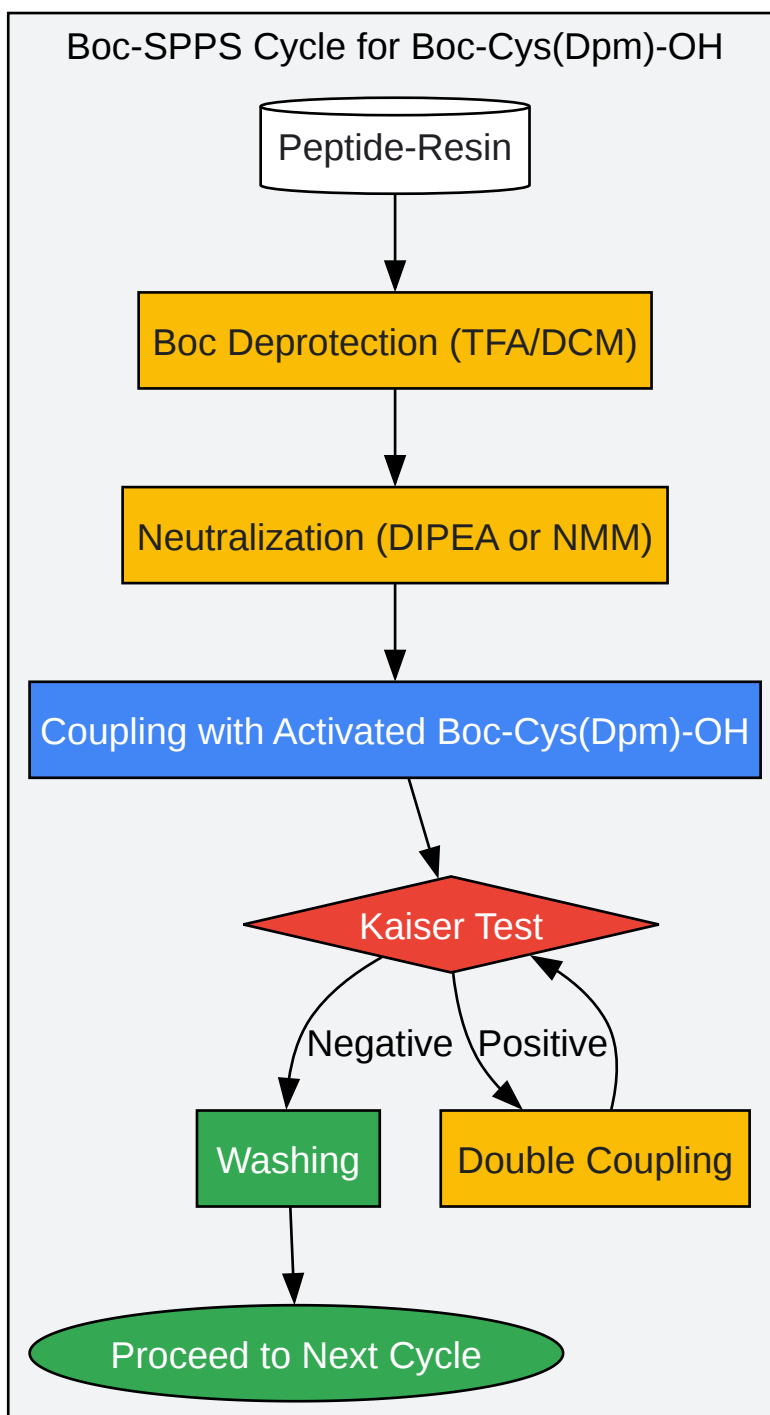 Boc-SPPS Cycle for Boc-Cys(Dpm)-OH
Peptide-Resin
Boc Deprotection (TFA/DCM)
Neutralization (DIPEA or NMM)
Coupling with Activated Boc-Cys(Dpm)-OH
Kaiser Test
Negative
Positive
Washing
Double Coupling
Proceed to Next Cycle